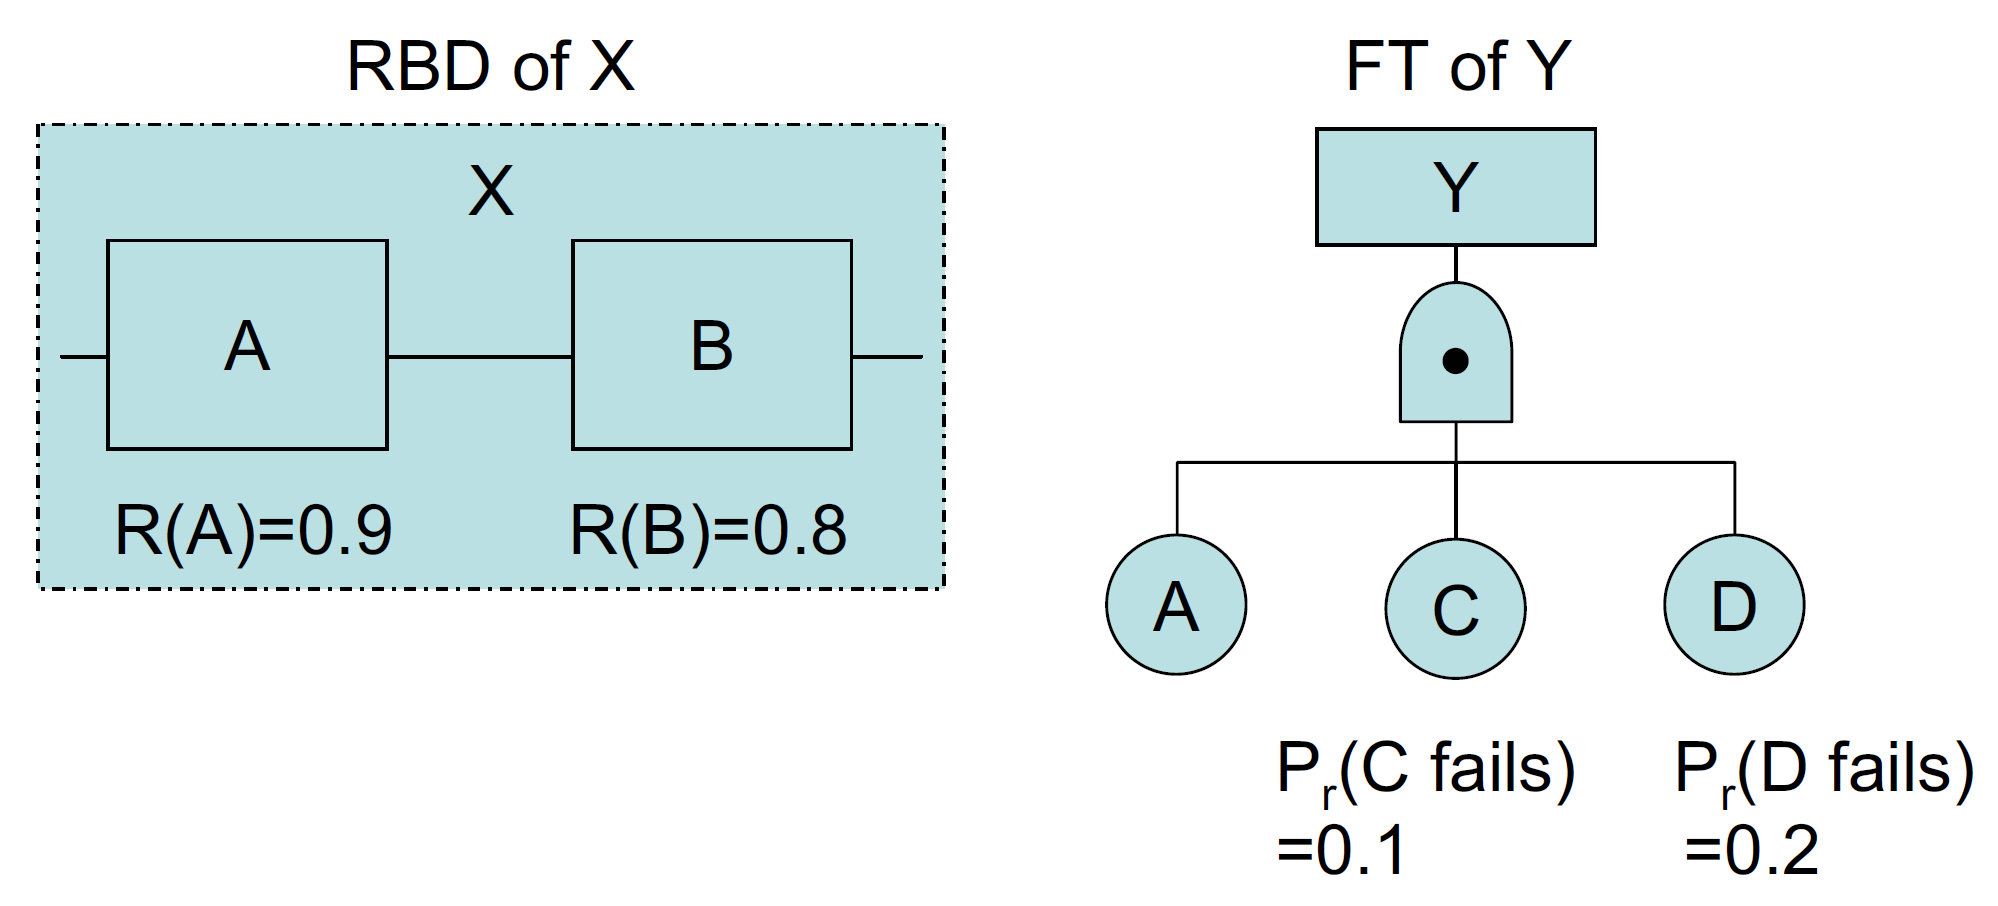 RBD of X
FT of Y
X
Y
A
B
R(A)=0.9
R(B)=0.8
A
C
D
Pr(C fails)
=0.1
Pr(D fails)
=0.2